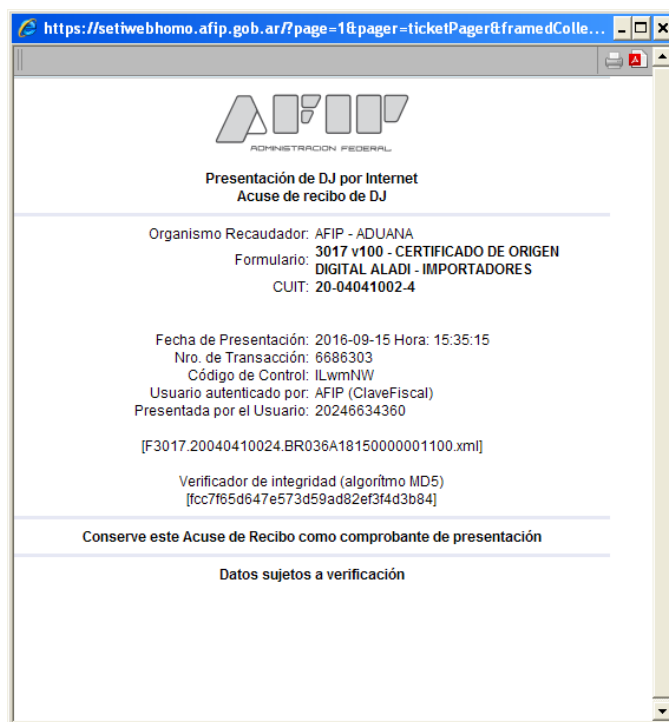 https://setiwebhomo.afip.gob.ar/?page=1&pager=ticketPager&framedColle...
AFIP
ADMINISTRACION FEDERAL
Presentación de DJ por Internet
Acuse de recibo de DJ
Organismo Recaudador: AFIP - ADUANA
Formulario: 3017 v100 - CERTIFICADO DE ORIGEN
DIGITAL ALADI - IMPORTADORES
CUIT: 20-04041002-4
Fecha de Presentación: 2016-09-15 Hora: 15:35:15
Nro. de Transacción: 6686303
Código de Control: ILwmNW
Usuario autenticado por: AFIP (ClaveFiscal)
Presentada por el Usuario: 20246634360
[F3017.20040410024.BR036A18150000001100.xml]
Verificador de integridad (algorítmo MD5)
[fcc7f65d647e573d59ad82ef3f4d3b84]
Conserve este Acuse de Recibo como comprobante de presentación
Datos sujetos a verificación